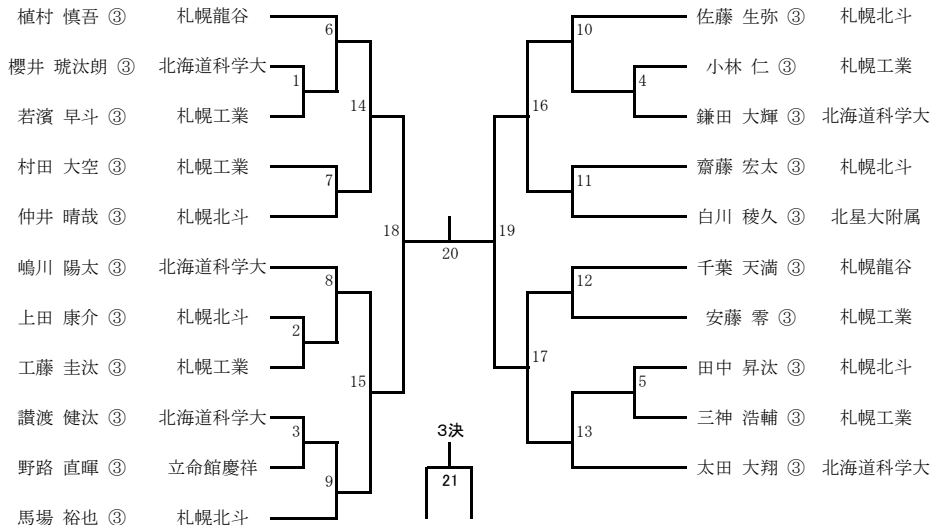 植村 慎吾 ③ 札幌龍谷
櫻井 琥汰朗 ③ 北海道科学大
若濱 早斗 ③ 札幌工業
村田 大空 ③ 札幌工業
仲井 晴哉 ③ 札幌北斗
嶋川 陽太 ③ 北海道科学大
上田 康介 ③ 札幌北斗
工藤 圭汰 ③ 札幌工業
讃渡 健汰 ③ 北海道科学大
野路 直暉 ③ 立命館慶祥
馬場 裕也 ③ 札幌北斗
6
1
14
7
18
8
2
15
3
9
20
3決
21
10
4
16
11
19
12
17
5
13
佐藤 生弥 ③ 札幌北斗
小林 仁 ③ 札幌工業
鎌田 大輝 ③ 北海道科学大
齋藤 宏太 ③ 札幌北斗
白川 稜久 ③ 北星大附属
千葉 天満 ③ 札幌龍谷
安藤 零 ③ 札幌工業
田中 昇汰 ③ 札幌北斗
三神 浩輔 ③ 札幌工業
太田 大翔 ③ 北海道科学大